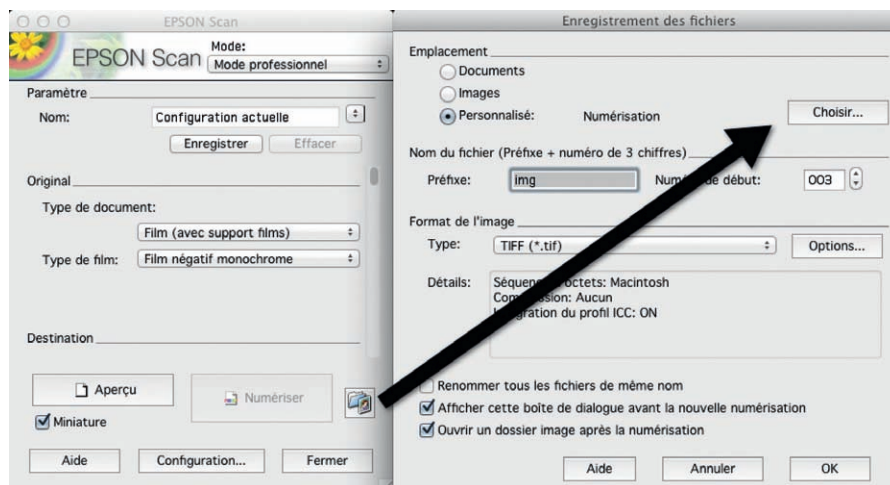 EPSON Scan
EPSON Scan
Mode:
Mode professionnel
Paramètre
Nom:
Configuration actuelle
Enregistrer
Effacer
Original
Type de document:
Film (avec support films)
Type de film:
Film négatif monochrome
Destination
Aperçu
Numériser
Miniature
Aide
Configuration...
Fermer
Enregistrement des fichiers
Emplacement
Documents
Images
Personnalisé:
Numérisation
Choisir...
Nom du fichier (Préfixe + numéro de 3 chiffres)
Préfixe:
img
de début:
003
Format de l'image
Type:
TIFF (*.tif)
Options...
Détails:
octets: Macintosh
Aucun
du profil ICC: ON
Renommer tous les fichiers de même nom
Afficher cette boîte de dialogue avant la nouvelle numérisation
Ouvrir un dossier image après la numérisation
Aide
Annuler
OK